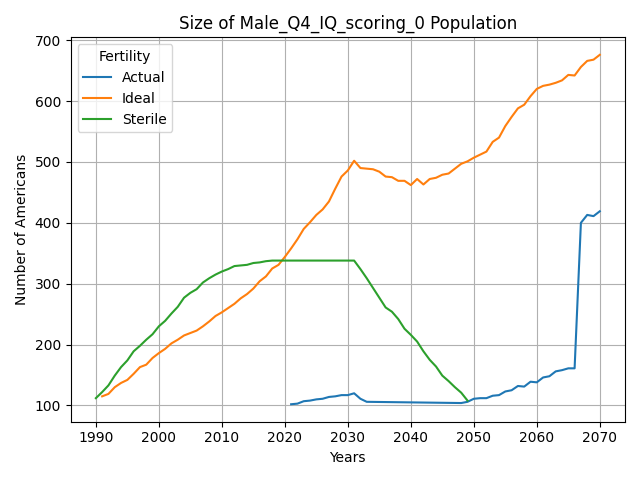 Size of Male_Q4_IQ_scoring_0 Population
Fertility
Actual
Ideal
Sterile
Number of Americans
700
600
500
400
300
200
100
1990 2000 2010 2020 2030 2040 2050 2060 2070
Years